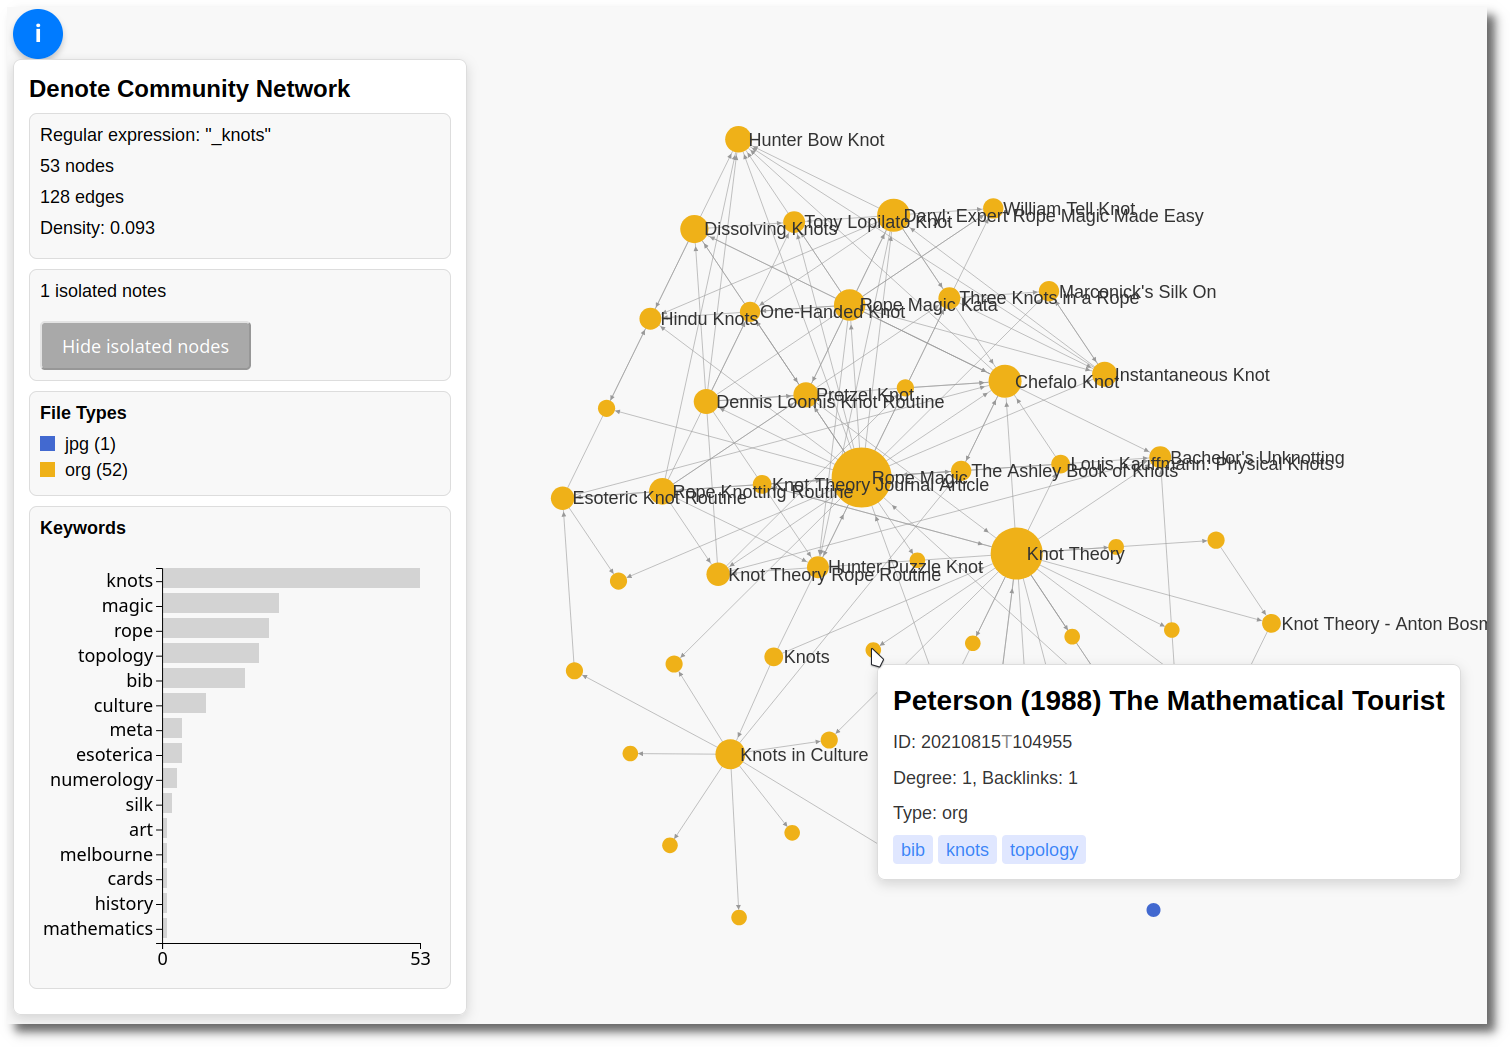 i
Denote Community Network
Regular expression: "_knots"
53 nodes
128 edges
Density: 0.093
1 isolated notes
Hide isolated nodes
File Types
jpg (1)
org (52)
Keywords
knots
magic
rope
topology
bib
culture
meta
esoterica
numerology
silk
art
melbourne
cards
history
mathematics
0 53
Hunter Bow Knot
William Tell Knot
Daryl: Expert Rope Magic Made Easy
Tony Lopilato Knot
Dissolving Knots
Marconick's Silk On
Three Knots in a Rope
Rope Magic Kata
One-Handed Knot
Hindu Knots
Instantaneous Knot
Chefalo Knot
Pretzel Knot
Dennis Loomis Knot Routine
Bachelor's Unknotting
Louis Kauffmann: Physical Knots
The Ashley Book of Knots
Rope Magic
Knot Theory Journal Article
Rope Knotting Routine
Esoteric Knot Routine
Knot Theory
Hunter Puzzle Knot
Knot Theory Rope Routine
Knot Theory - Anton Bosm
Knots
Knots in Culture
Peterson (1988) The Mathematical Tourist
ID: 20210815T104955
Degree: 1, Backlinks: 1
Type: org
bib knots topology